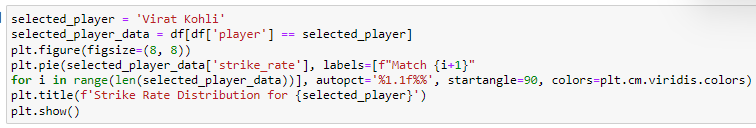 selected_player = 'Virat Kohli'
selected_player_data = df[df['player'] == selected_player]
plt.figure(figsize=(8, 8))
plt.pie(selected_player_data['strike_rate'], labels=[f"Match {i+1}"
for i in range(len(selected_player_data))], autopct='%1.1f%%', startangle=90, colors=plt.cm.viridis.colors)
plt.title(f'Strike Rate Distribution for {selected_player}')
plt.show()